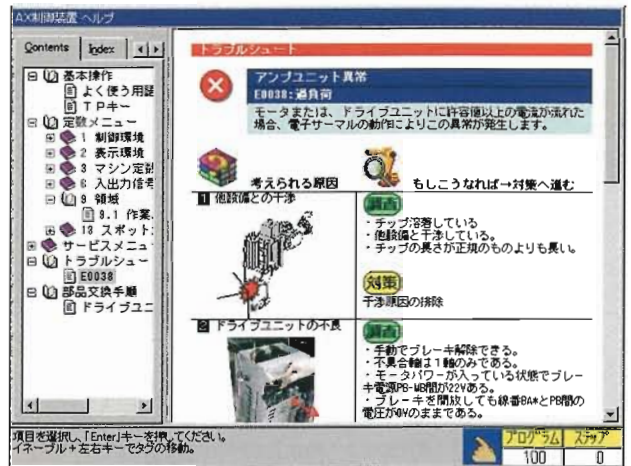 AX制御装置 ヘルプ
Contents
Index
基本操作
よく使う用語
TPキー
定数メニュー
1 制御環境
2 表示環境
3 マシン定数
6 入出力信号
9 領域
9.1 作業
13 スポット
サービスメニュ
トラブルシュー
E0038
部品交換手順
ドライブユニ
トラブルシュート
アンプユニット異常
E0038:過負荷
モータまたは、ドライブユニットに許容値以上の電流が流れた
場合、電子サーマルの動作によりこの異常が発生します。
考えられる原因
もしこうなれば→対策へ進む
1 他設備との干渉
調査
・チップ溶着している
・他設備と干渉している。
・チップの長さが正規のものよりも長い。
対策
干渉原因の排除
2 ドライブユニットの不良
調査
・手動でブレーキ解除できる。
・不具合軸は1軸のみである。
・モータパワーが入っている状態でブレー
キ電源PB-MB間が22Vある。
・ブレーキを開放しても線番BA*とPB間の
電圧が0Vのままである。
項目を選択し、「Enter」キーを押してください。
イネーブル+左右キーでタグの移動。
プログラム
ステップ
100
0